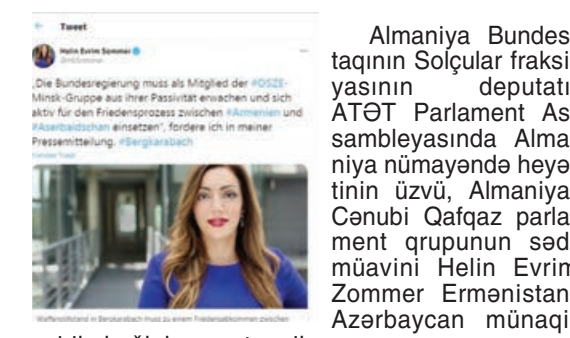 Tweet
Helin Evrim Sommer
„Die Bundesregierung muss als Mitglied der #OSZE-
Minsk-Gruppe aus ihrer Passivität erwachen und sich
aktiv für den Friedensprozess zwischen #Armenien und
#Aserbaidschan einsetzen", fordere ich in meiner
Pressemitteilung. #Bergkarabach
Waffenstillstand in Bergkarabach muss zu einem Friedensabkommen zwischen
Almaniya Bundes
taqının Solçular fraksi
yasının deputatı
ATƏT Parlament As
sambleyasında Alma
niya nümayəndə heyə
tinin üzvü, Almaniya
Cənubi Qafqaz parla
ment qrupunun səd
müavini Helin Evrim
Zommer Ermənistan
Azərbaycan münaqi